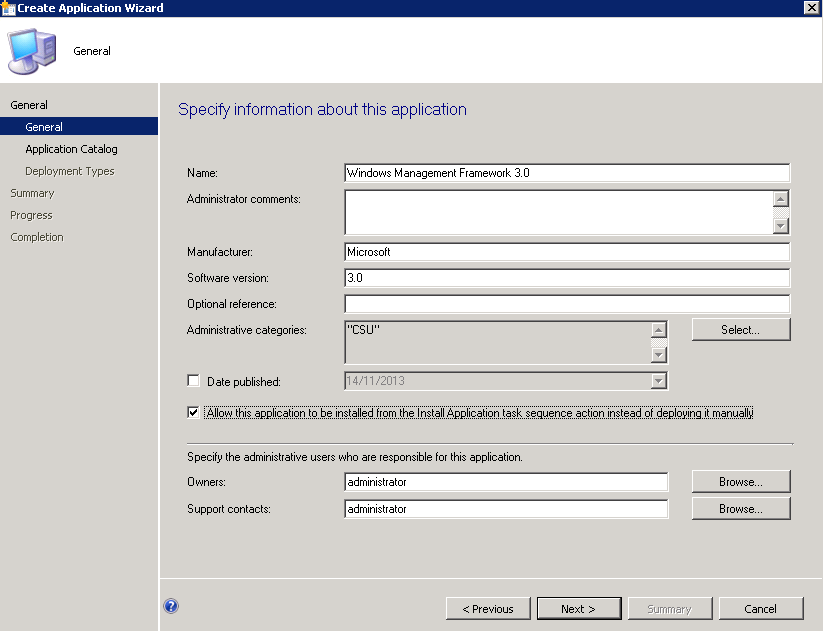 Create Application Wizard
General
General
General
Application Catalog
Deployment Types
Summary
Progress
Completion
Specify information about this application
Name: Windows Management Framework 3.0
Administrator comments:
Manufacturer: Microsoft
Software version: 3.0
Optional reference:
Administrative categories: "CSU" Select...
Date published: 14/11/2013
Allow this application to be installed from the Install Application task sequence action instead of deploying it manually
Specify the administrative users who are responsible for this application.
Owners: administrator Browse...
Support contacts: administrator Browse...
? < Previous Next > Summary Cancel